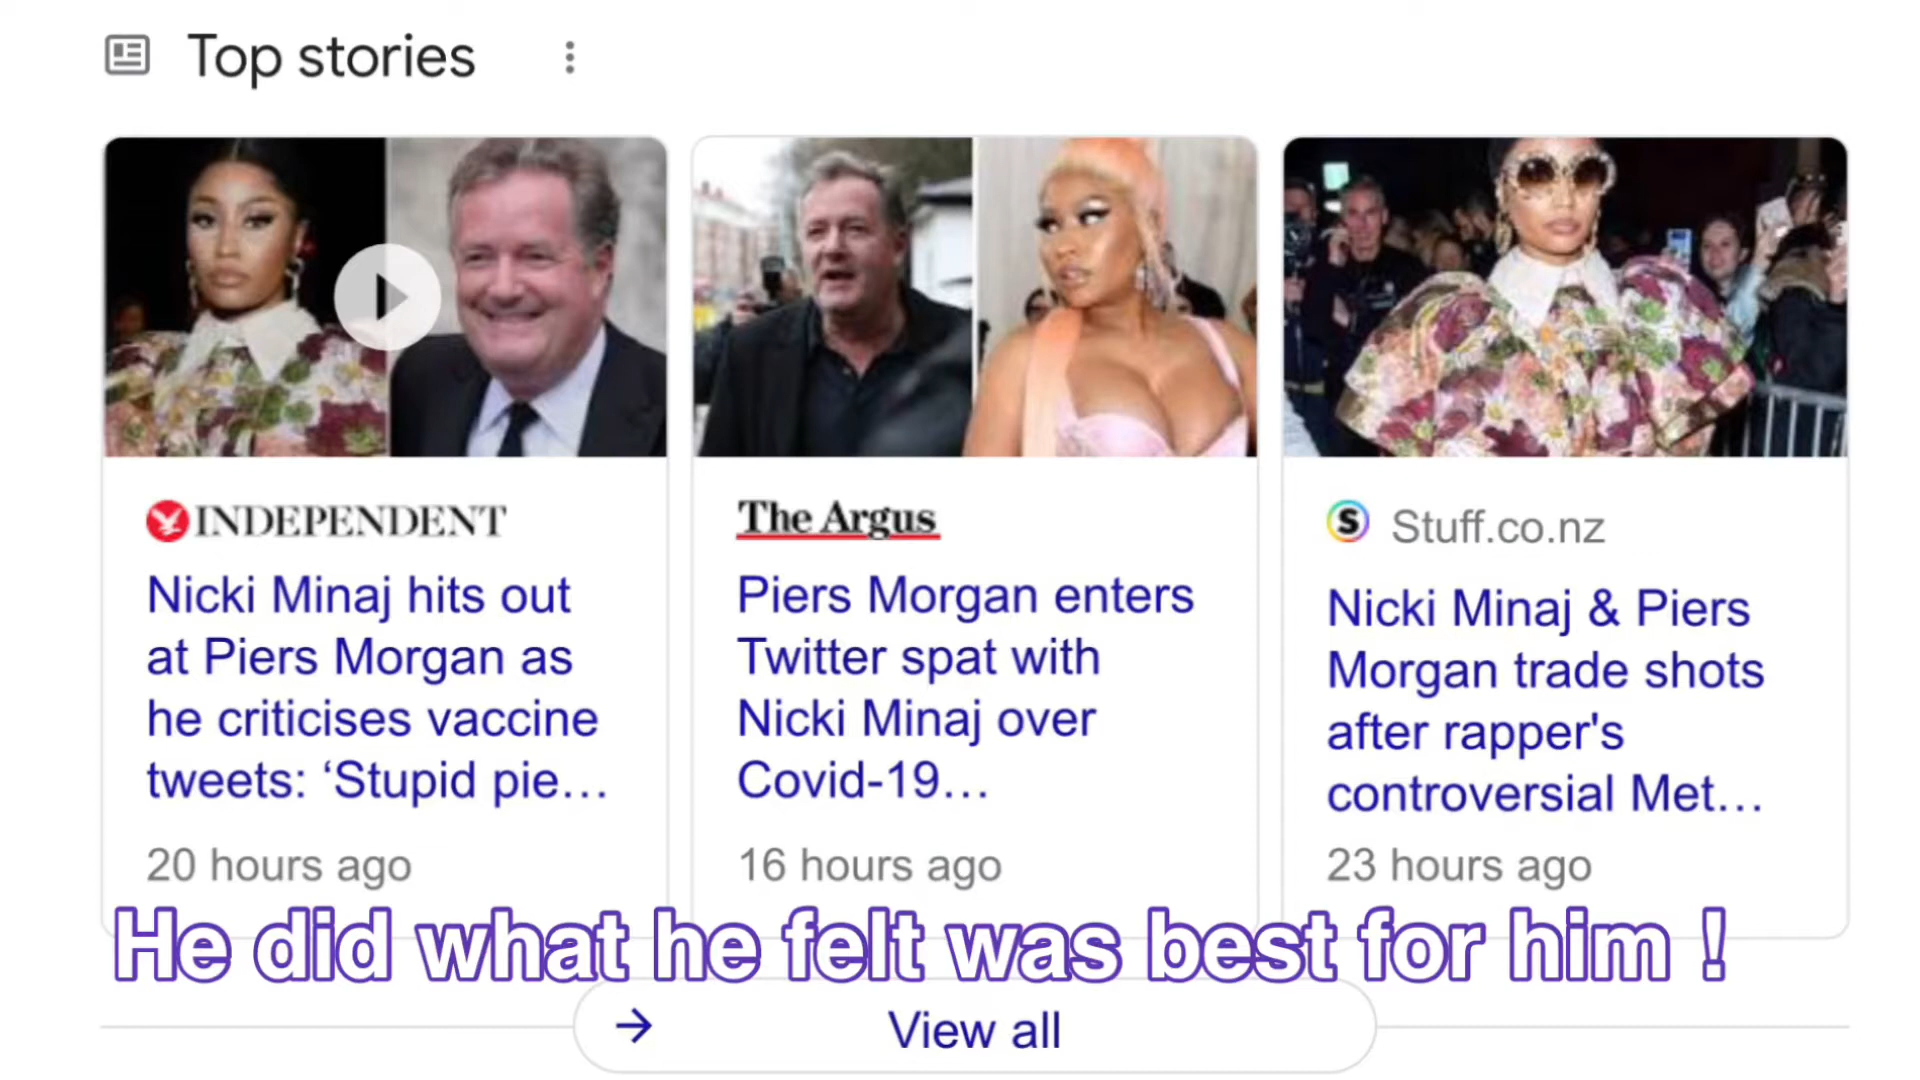 Top stories
INDEPENDENT
Nicki Minaj hits out
at Piers Morgan as
he criticises vaccine
tweets: ‘Stupid pie...
20 hours ago
The Argus
Piers Morgan enters
Twitter spat with
Nicki Minaj over
Covid-19...
16 hours ago
S Stuff.co.nz
Nicki Minaj & Piers
Morgan trade shots
after rapper's
controversial Met...
23 hours ago
He did what he felt was best for him !
View all